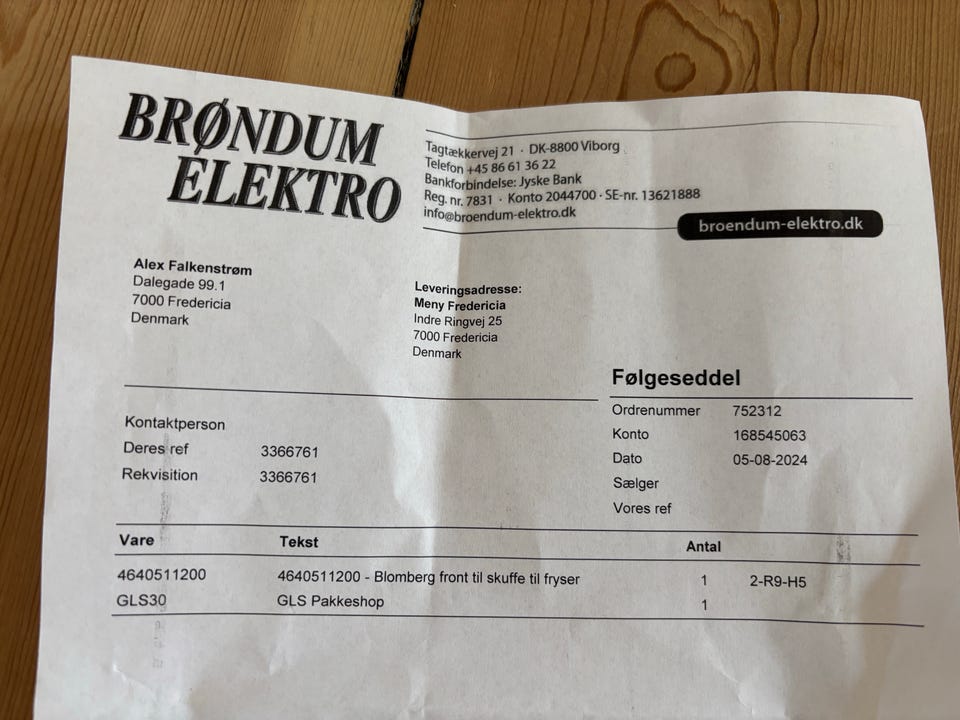 BRØNDUM
ELEKTRO
Tagtækkervej 21 · DK-8800 Viborg
Telefon +45 86 61 36 22
Bankforbindelse: Jyske Bank
Reg. nr. 7831 · Konto 2044700 · SE-nr. 13621888
info@broendum-elektro.dk
broendum-elektro.dk
Alex Falkenstrøm
Dalegade 99.1
7000 Fredericia
Denmark
Leveringsadresse:
Meny Fredericia
Indre Ringvej 25
7000 Fredericia
Denmark
Følgeseddel
Ordrenummer 752312
Konto 168545063
Dato 05-08-2024
Sælger
Vores ref
Kontaktperson
Deres ref 3366761
Rekvisition 3366761
Vare Tekst Antal
4640511200 4640511200 - Blomberg front til skuffe til fryser 1 2-R9-H5
GLS30 GLS Pakkeshop 1